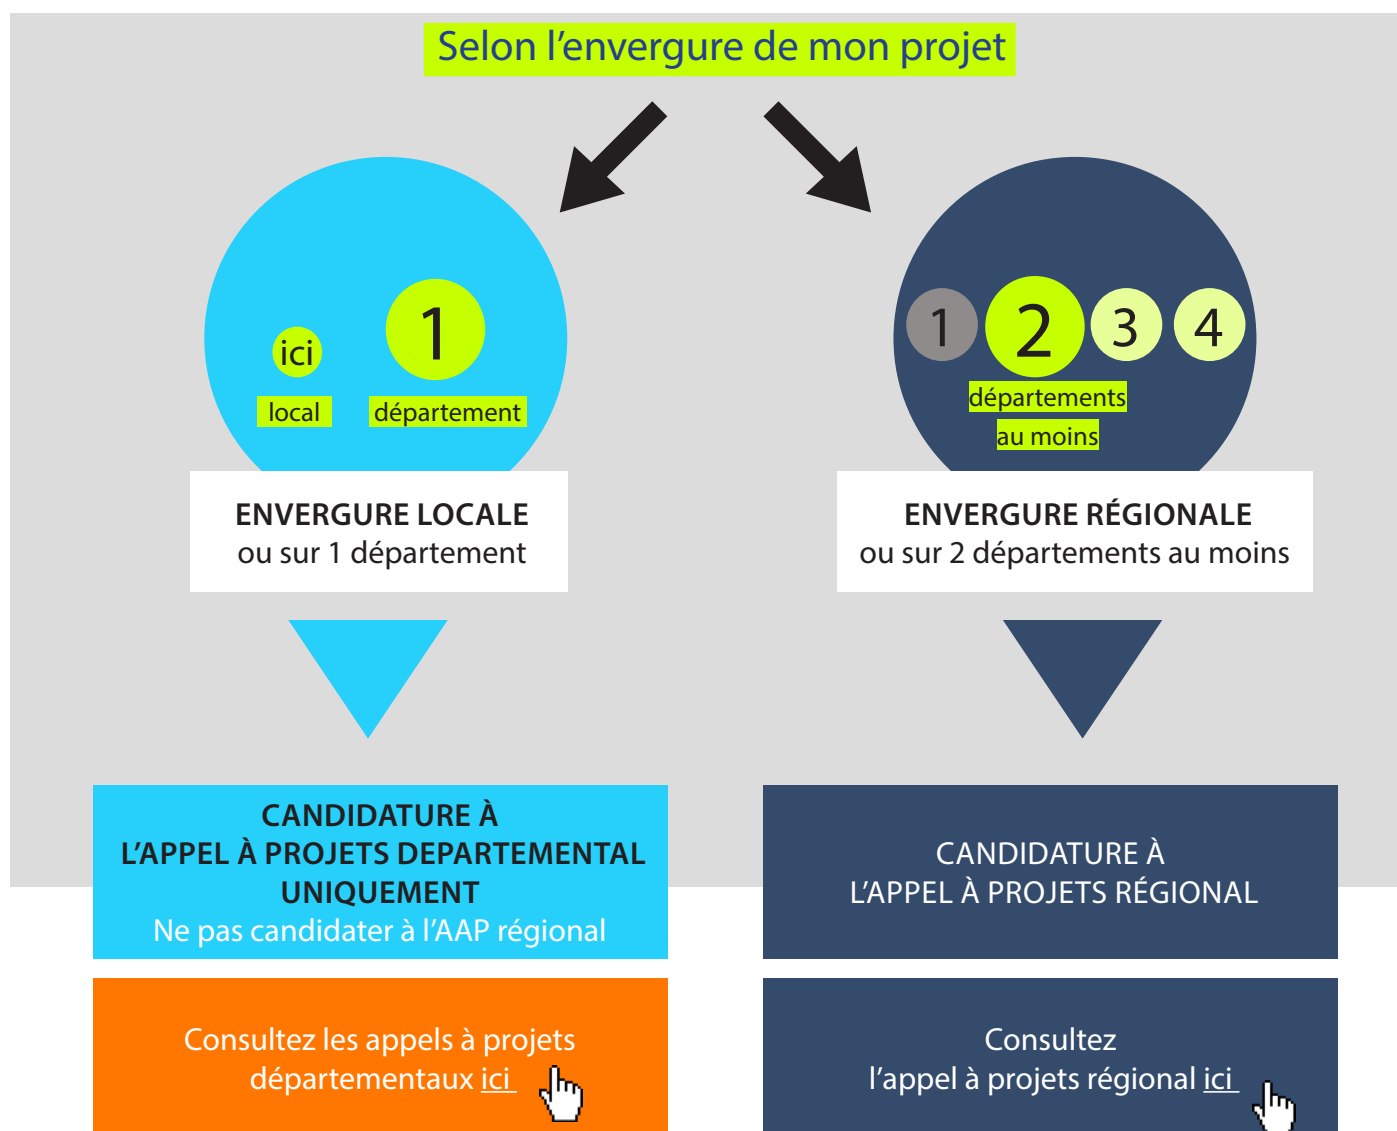 Selon l'envergure de mon projet
ici
1
local
département
1
2
3
4
départements
au moins
ENVERGURE LOCALE
ou sur 1 département
ENVERGURE RÉGIONALE
ou sur 2 départements au moins
CANDIDATURE À
L'APPEL À PROJETS DEPARTEMENTAL
UNIQUEMENT
Ne pas candidater à l'AAP régional
CANDIDATURE À
L'APPEL À PROJETS RÉGIONAL
Consultez les appels à projets
départementaux ici
Consultez
l'appel à projets régional ici